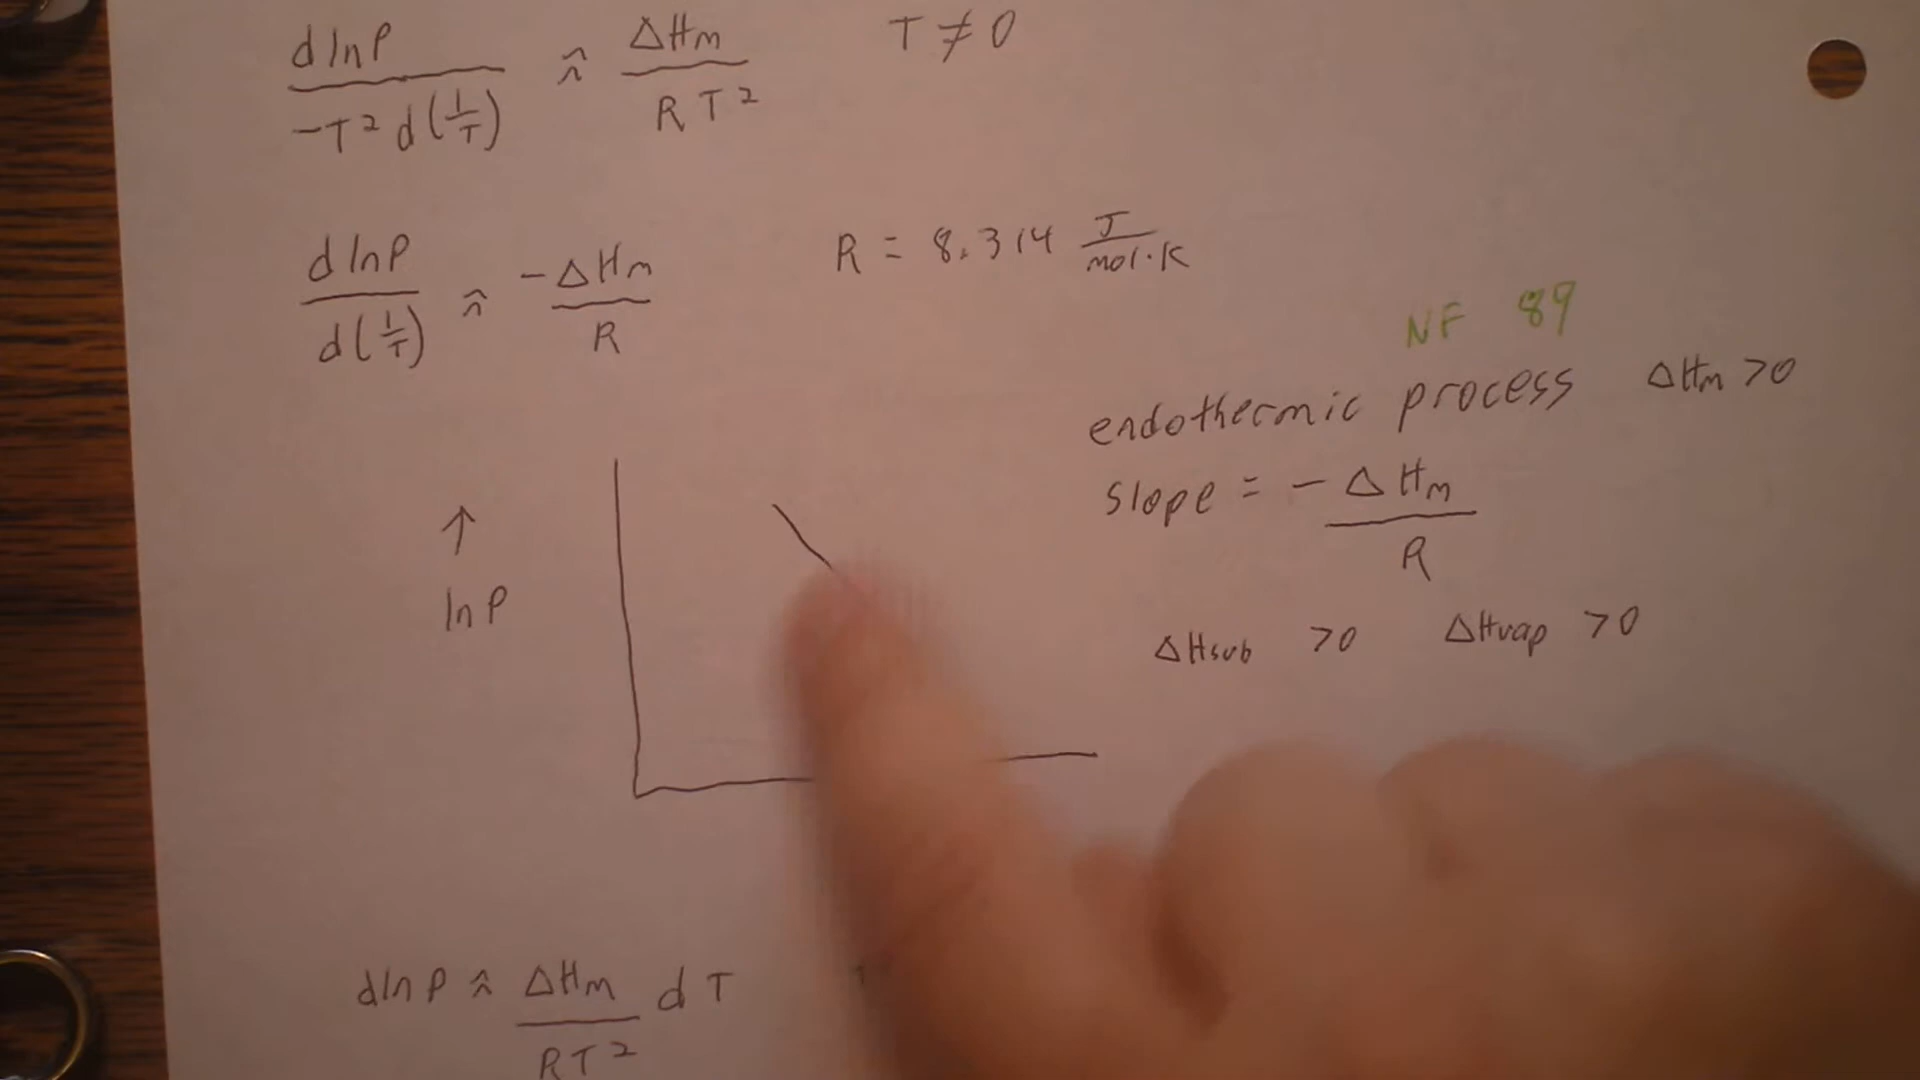 d ln P / -T² d(1/T) ≈ ΔHm / RT²   T ≠ 0
d ln P / d(1/T) ≈ -ΔHm / R   R = 8.314 J / mol·K
NF 89
endothermic process   ΔHm > 0
slope = -ΔHm / R
↑
ln P
ΔHsub > 0   ΔHvap > 0
d ln P ≈ ΔHm / RT² dT